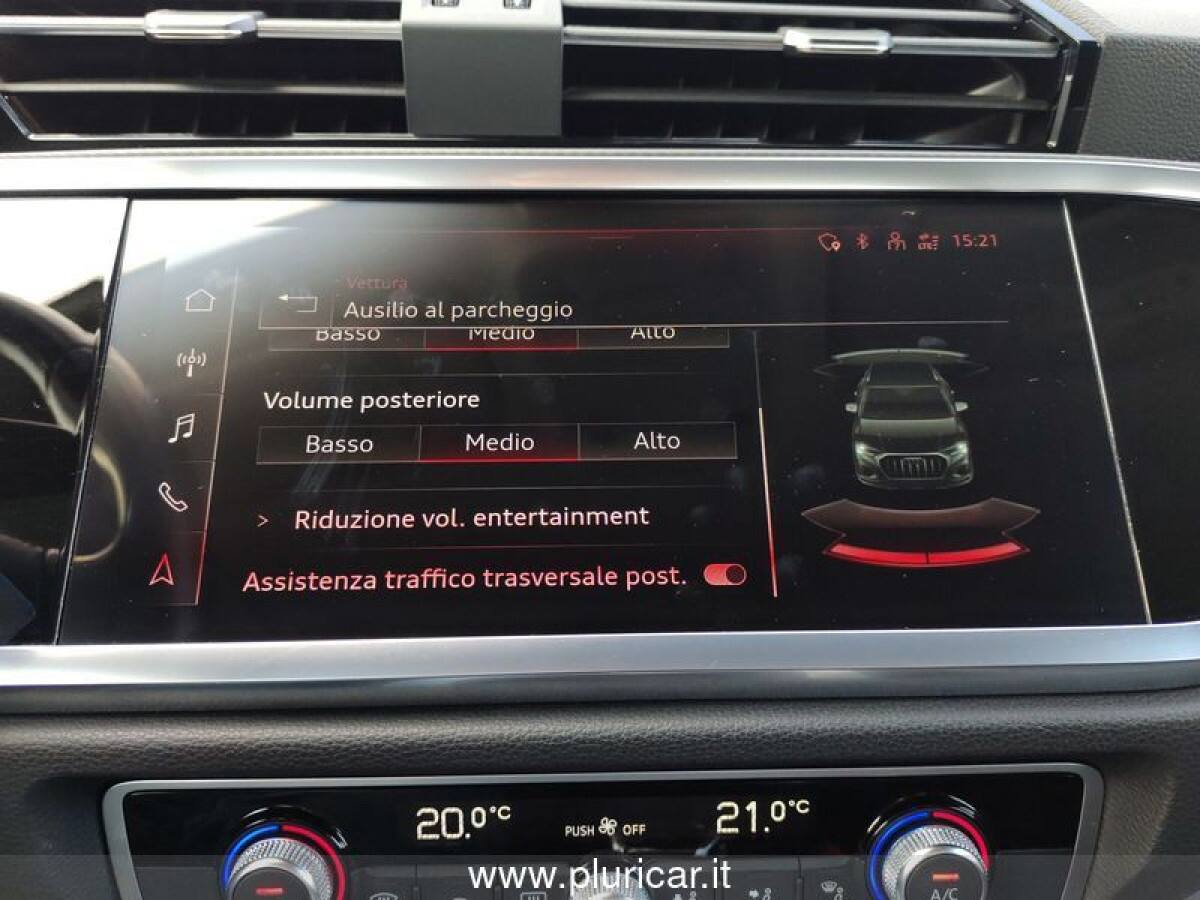 15:21
Vettura
Ausilio al parcheggio
Basso Medio Alto
Volume posteriore
Basso Medio Alto
> Riduzione vol. entertainment
Assistenza traffico trasversale post.
20.0°C PUSH OFF 21.0°C
A/C
www.pluricar.it